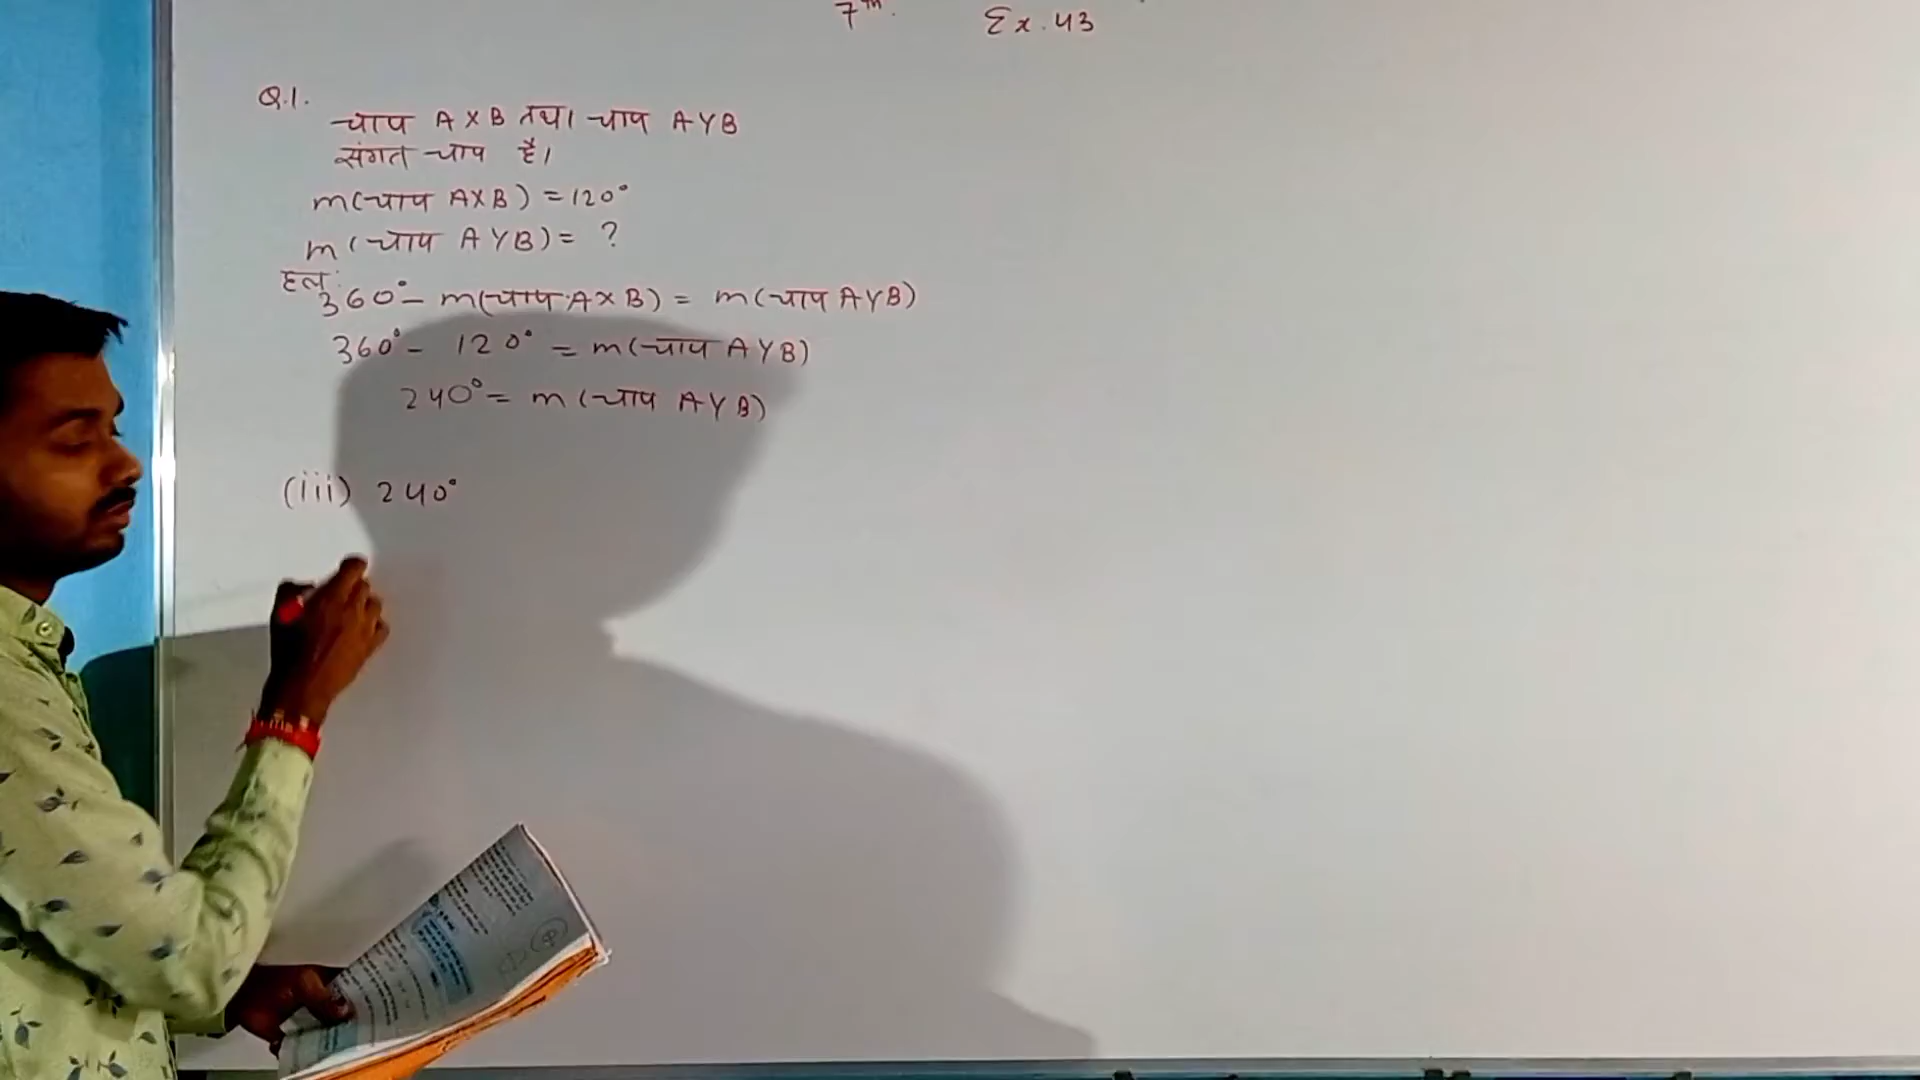 7th. Ex. 43
Q.1.
चाप AXB तथा चाप AYB
संगत चाप है।
m(चाप AXB) = 120°
m(चाप AYB) = ?
हल:
360° - m(चाप AXB) = m(चाप AYB)
360° - 120° = m(चाप AYB)
240° = m(चाप AYB)
(iii) 240°